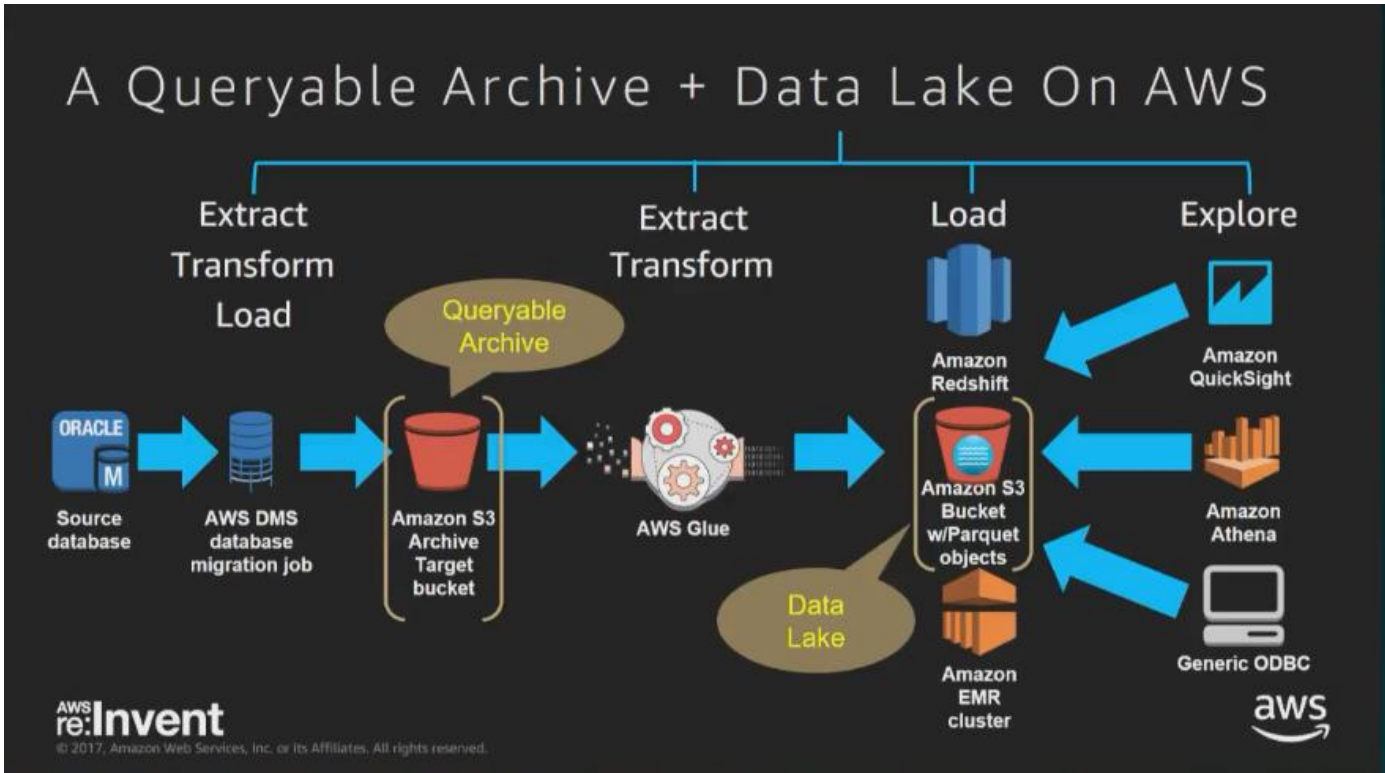 A Queryable Archive + Data Lake On AWS
Extract
Transform
Load
Extract
Transform
Load
Explore
Queryable
Archive
ORACLE
M
Source
database
AWS DMS
database
migration job
Amazon S3
Archive
Target
bucket
AWS Glue
Amazon
Redshift
Amazon S3
Bucket
w/Parquet
objects
Data
Lake
Amazon
EMR
cluster
Amazon
QuickSight
Amazon
Athena
Generic ODBC
AWS
re:Invent
© 2017, Amazon Web Services, Inc. or its Affiliates. All rights reserved.
aws